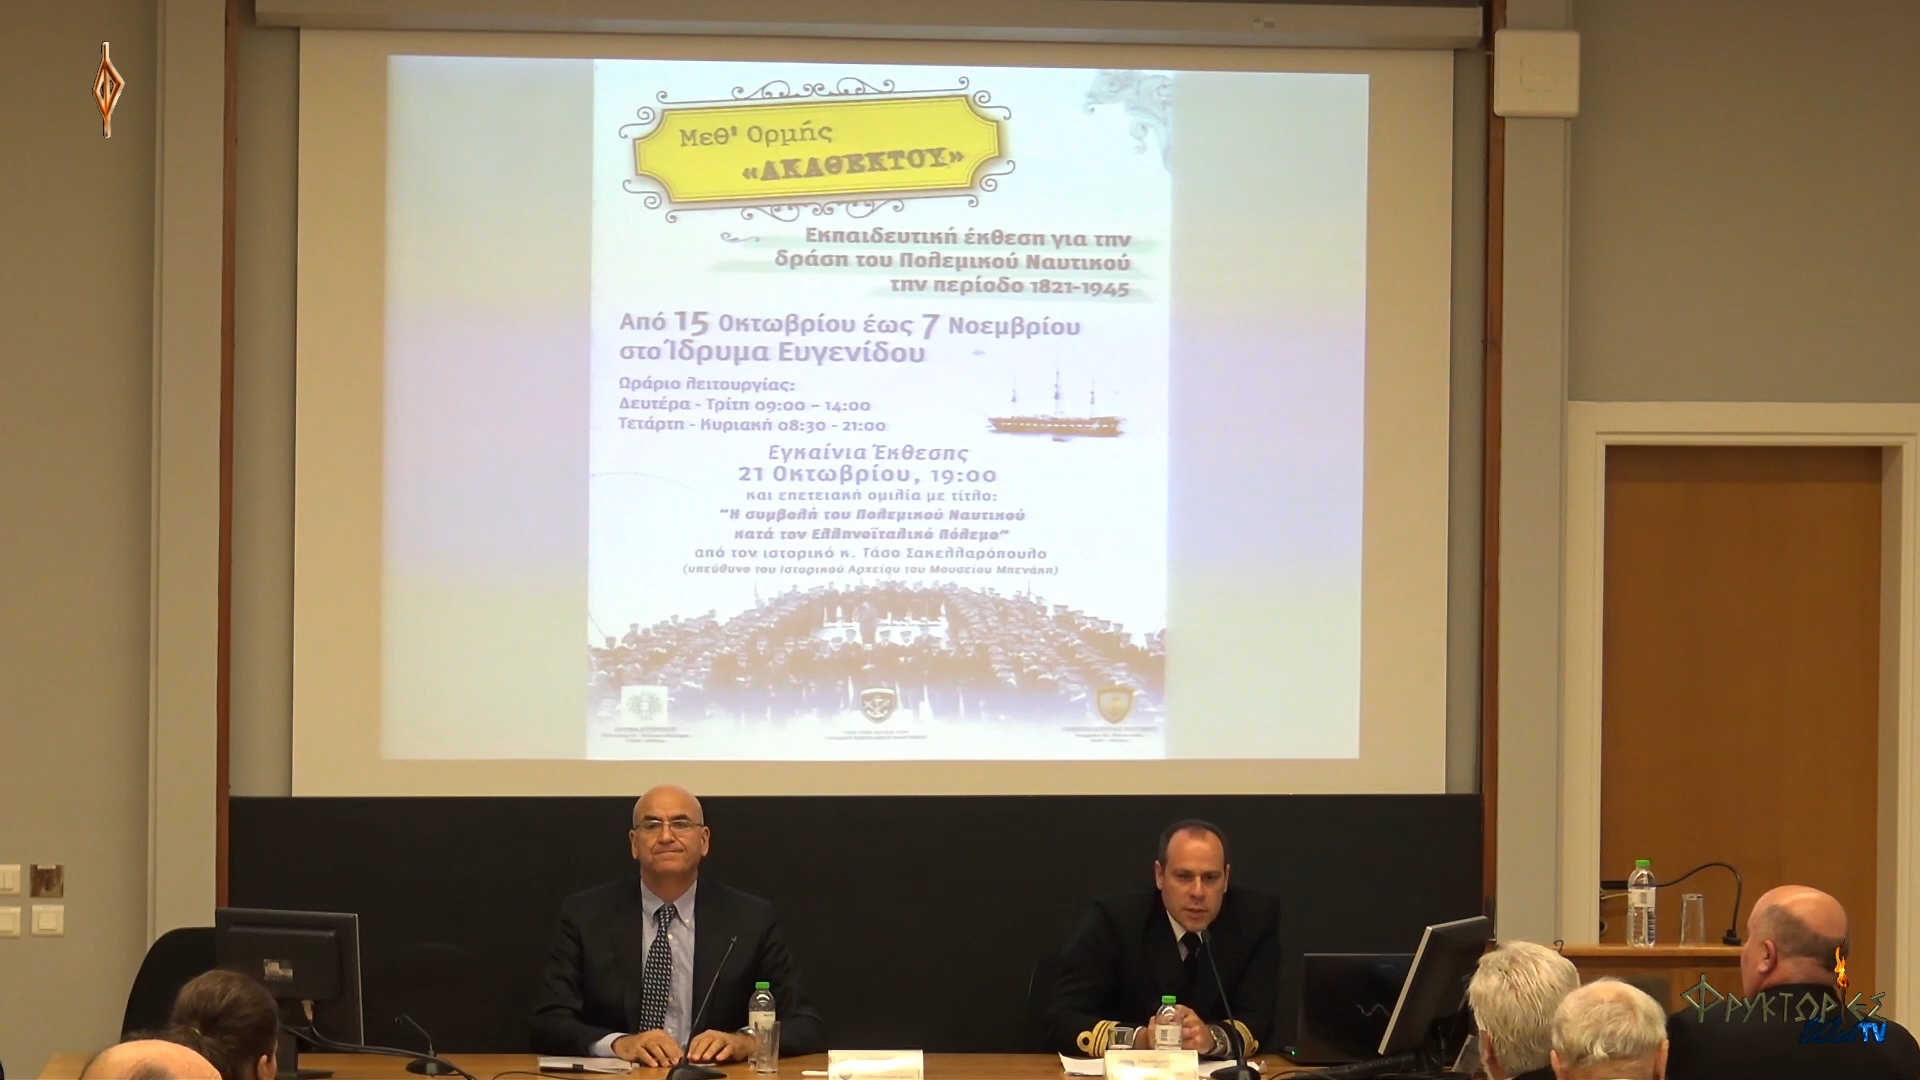 Μεθ' Ορμής
«ΑΚΑΘΕΚΤΟΥ»
Εκπαιδευτική έκθεση για την
δράση του Πολεμικού Ναυτικού
την περίοδο 1821-1945
Από 15 Οκτωβρίου έως 7 Νοεμβρίου
στο Ίδρυμα Ευγενίδου
Ωράριο λειτουργίας:
Δευτέρα - Τρίτη 09:00 – 14:00
Τετάρτη - Κυριακή 08:30 - 21:00
Εγκαίνια Έκθεσης
21 Οκτωβρίου, 19:00
και επετειακή ομιλία με τίτλο:
“Η συμβολή του Πολεμικού Ναυτικού
κατά τον Ελληνοϊταλικό Πόλεμο”
από τον ιστορικό κ. Τάσο Σακελλαρόπουλο
(υπεύθυνο του Ιστορικού Αρχείου του Μουσείου Μπενάκη)
ΦΡΥΚΤΩΡΙΕΣ
TV